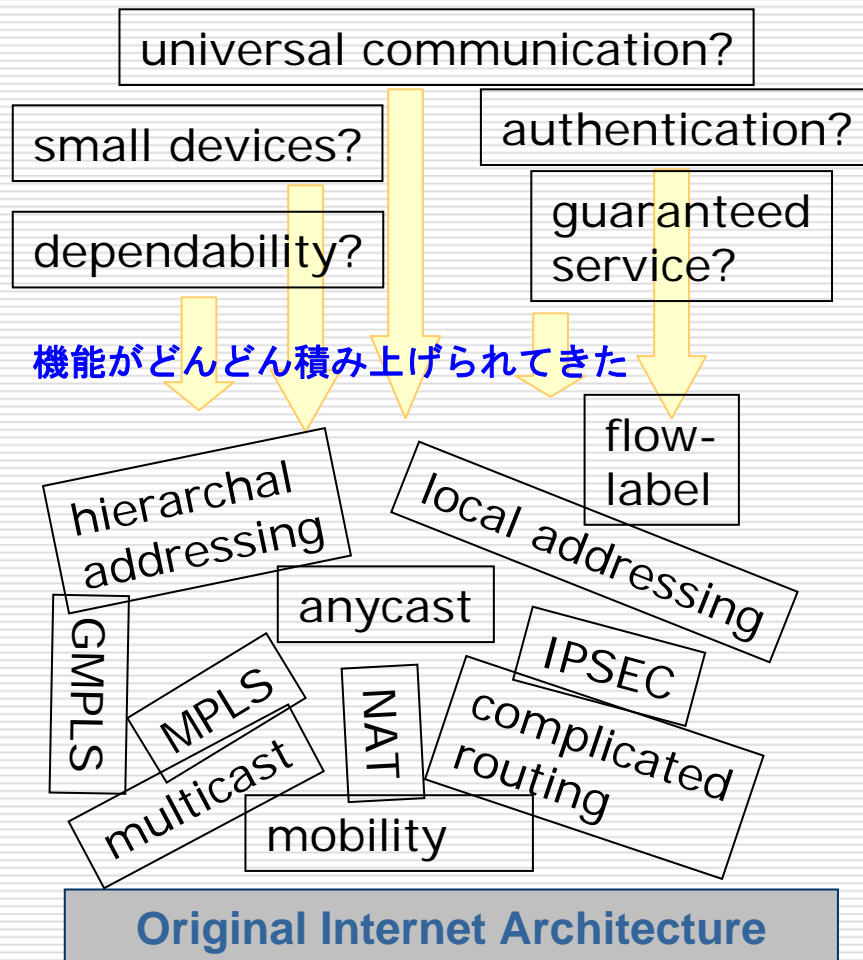 universal communication?
small devices?
authentication?
dependability?
guaranteed
service?
機能がどんどん積み上げられてきた
flow-
label
hierarchal
addressing
local addressing
anycast
GMPLS
MPLS
NAT
IPSEC
complicated
routing
multicast
mobility
Original Internet Architecture